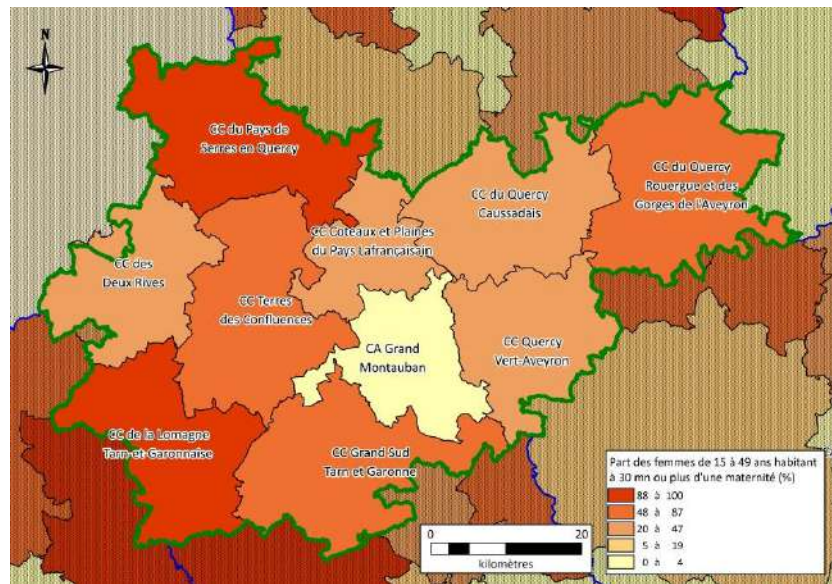 N
CC du Pays de
Serres en Quercy
CC du Quercy
Rouergue et des
Gorges de l'Aveyron
CC du Quercy
Caussadais
CC Coteaux et Plaines
du Pays Lafrançaisain
CC des
Deux Rives
CC Terres
des Confluences
CA Grand
Montauban
CC Quercy
Vert-Aveyron
CC de la Lomagne
Tarn et Garonnaise
CC Grand Sud
Tarn et Garonne
Part des femmes de 15 à 49 ans habitant
à 30 mn ou plus d'une maternité (%)
88 à 100
48 à 87
20 à 47
5 à 19
0 à 4
0 20
kilomètres